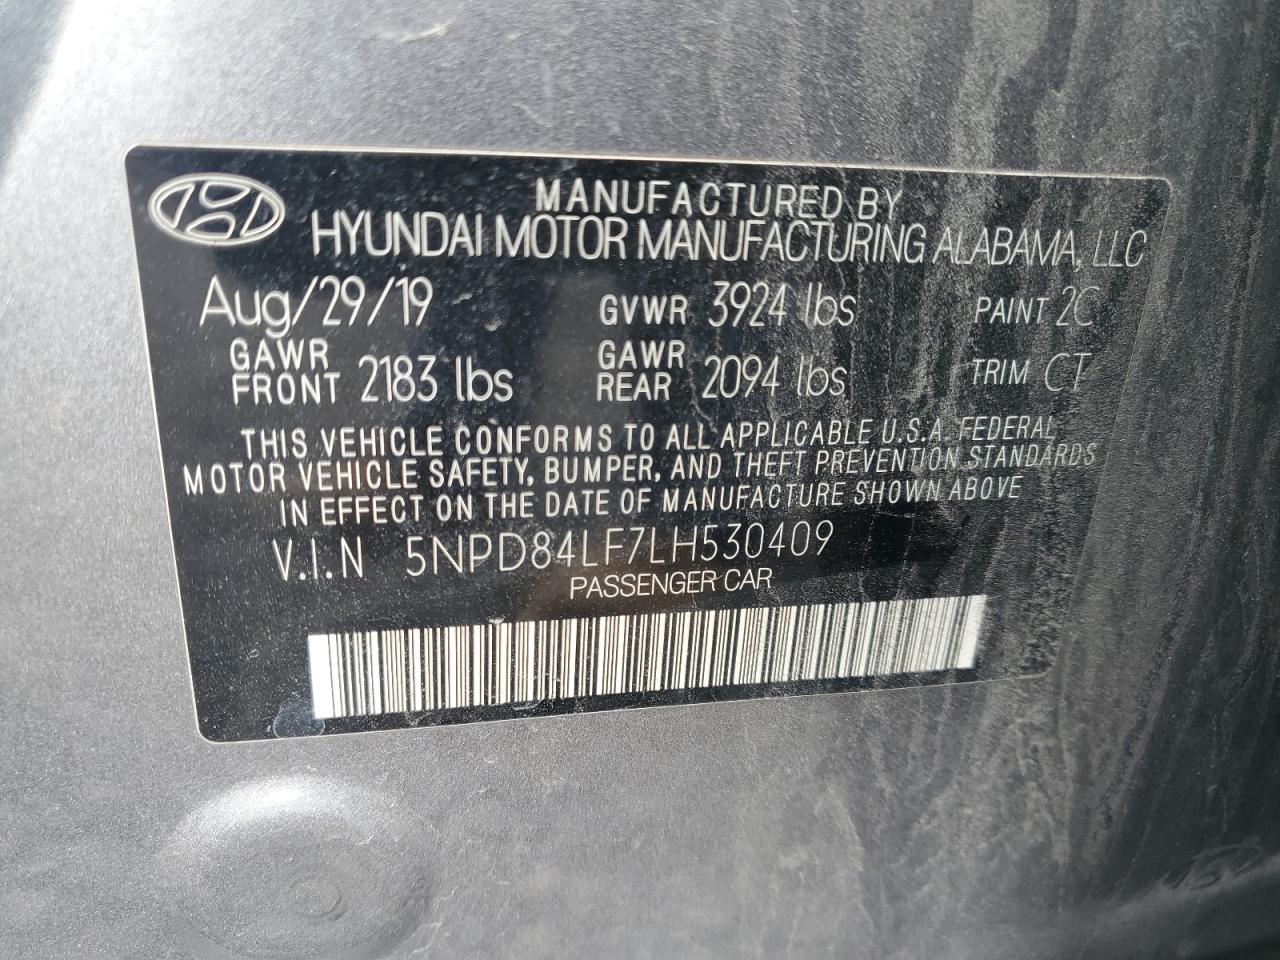 MANUFACTURED BY
HYUNDAI MOTOR MANUFACTURING ALABAMA, LLC
Aug/29/19 GVWR 3924 lbs PAINT 2C
GAWR FRONT 2183 lbs GAWR REAR 2094 lbs TRIM CT
THIS VEHICLE CONFORMS TO ALL APPLICABLE U.S.A. FEDERAL
MOTOR VEHICLE SAFETY, BUMPER, AND THEFT PREVENTION STANDARDS
IN EFFECT ON THE DATE OF MANUFACTURE SHOWN ABOVE
V.I.N 5NPD84LF7LH530409
PASSENGER CAR